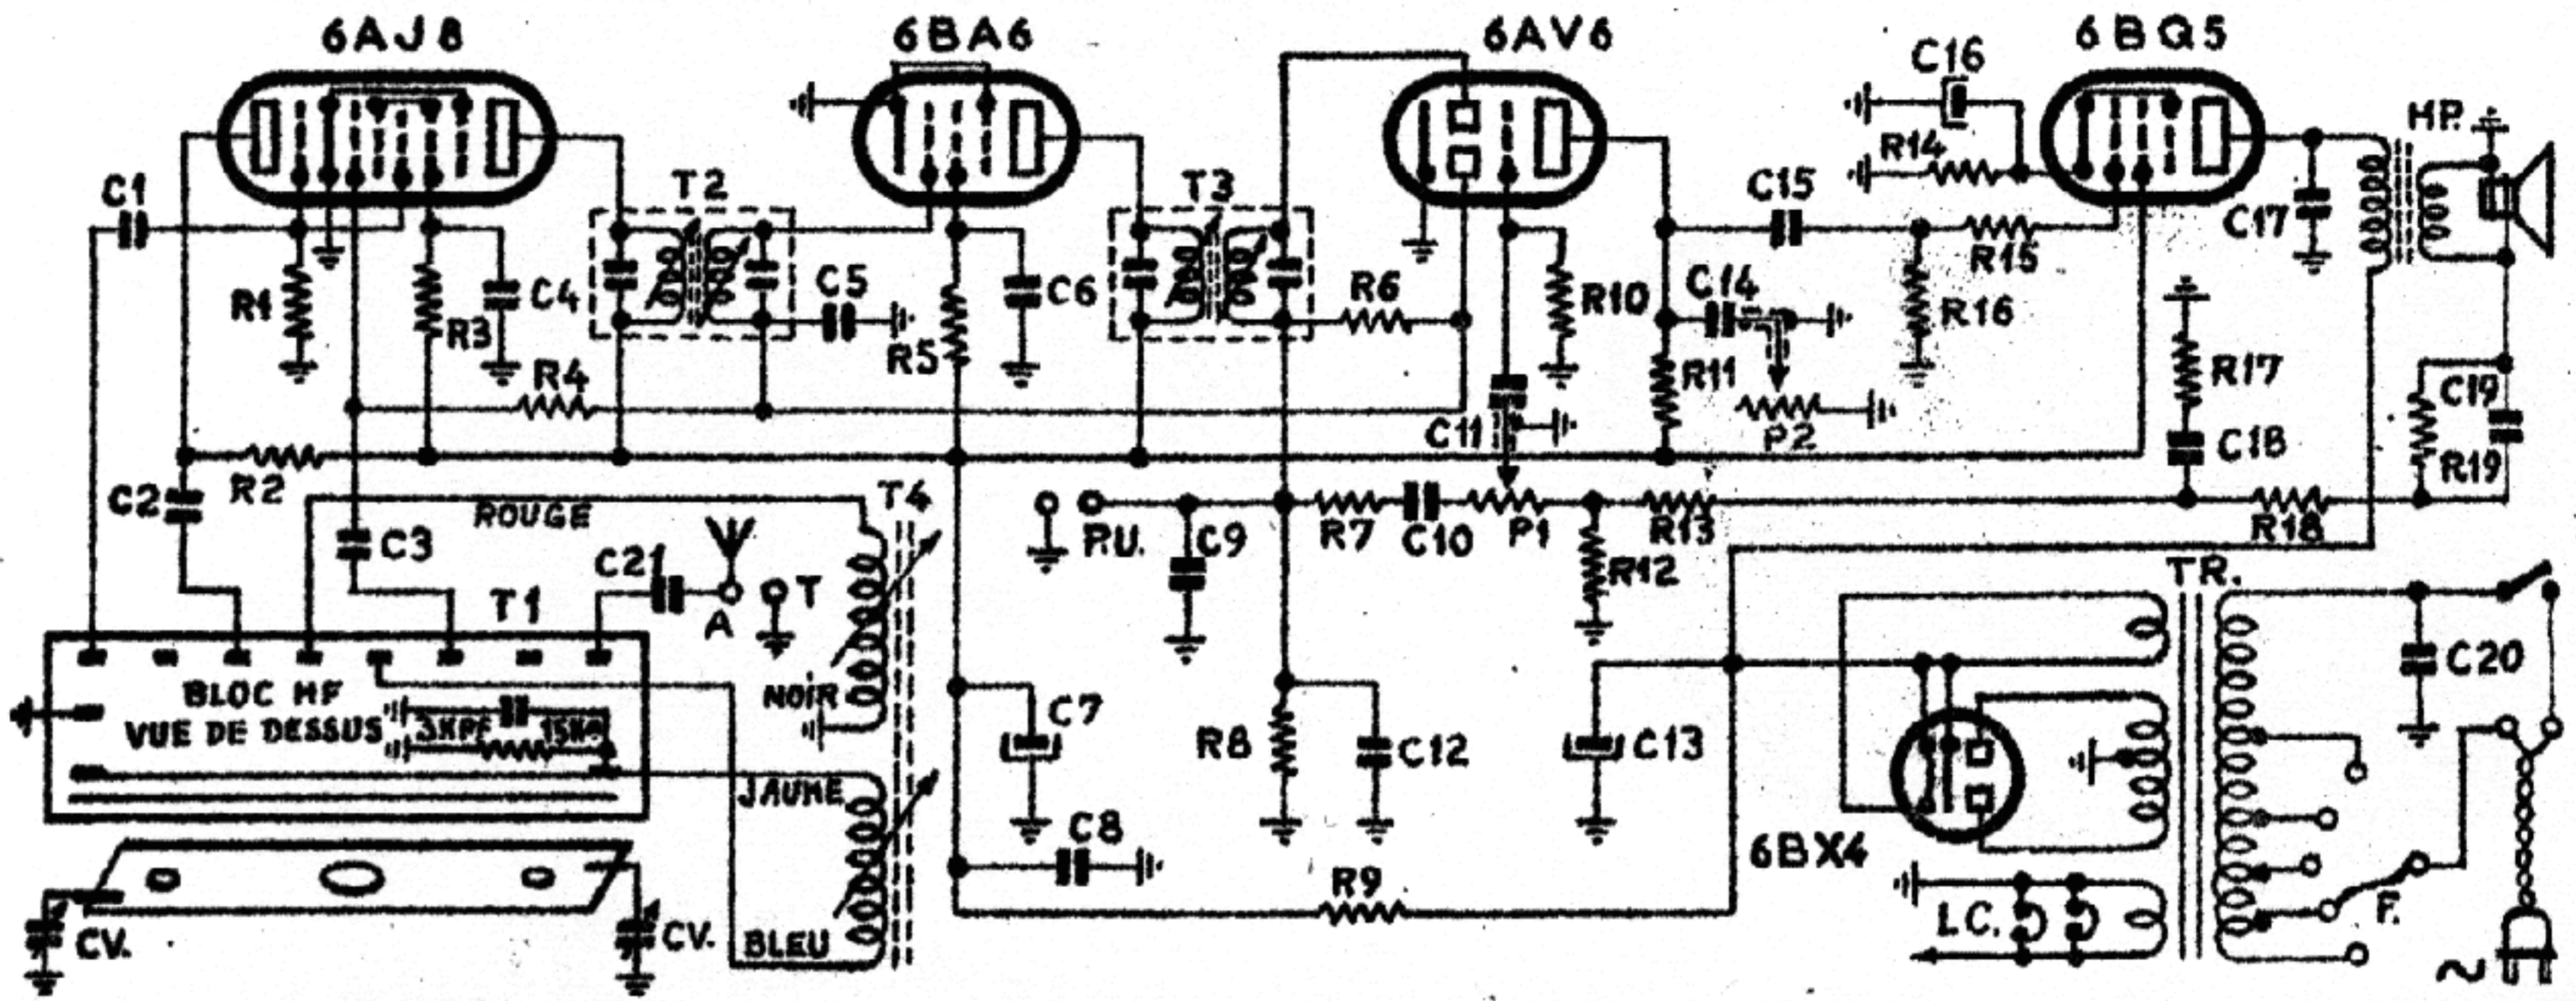 6AJ8 6BA6 6AV6 6BQ5
C16
HP.
R14
C1 T2 T3 C15
C17
R15
R1 C4 C5 C6 R6 R10 C14 R16
R3 R5
R4 R11 R17
C19
P2
C11
C18
R19
C2 R2 T4
ROUGE
C3 P.U. C9 R7 C10 P1 R13 R18
C21 R12
T1 A T TR.
BLOC HF
VUE DE DESSUS
3KPF 15KΩ
NOIR
C20
C7
R8 C12 C13
JAUNE
C8 6BX4
R9
CV. CV. BLEU I.C. F.
~